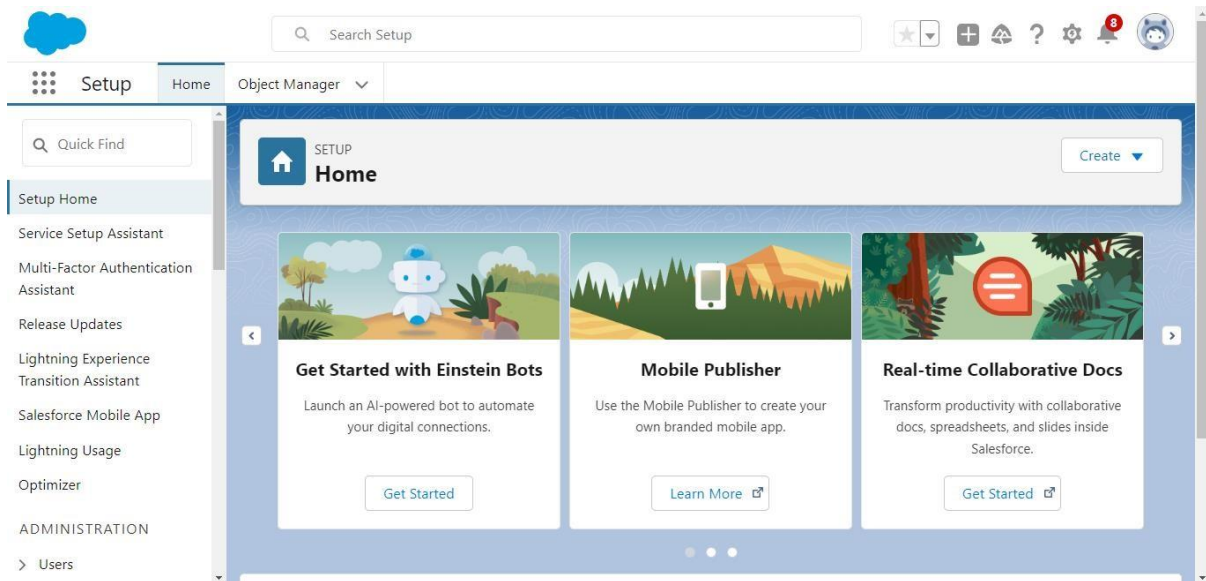 Search Setup
8
Setup
Home
Object Manager
Quick Find
Setup Home
Service Setup Assistant
Multi-Factor Authentication
Assistant
Release Updates
Lightning Experience
Transition Assistant
Salesforce Mobile App
Lightning Usage
Optimizer
ADMINISTRATION
Users
SETUP
Home
Create
Get Started with Einstein Bots
Launch an AI-powered bot to automate
your digital connections.
Get Started
Mobile Publisher
Use the Mobile Publisher to create your
own branded mobile app.
Learn More
Real-time Collaborative Docs
Transform productivity with collaborative
docs, spreadsheets, and slides inside
Salesforce.
Get Started